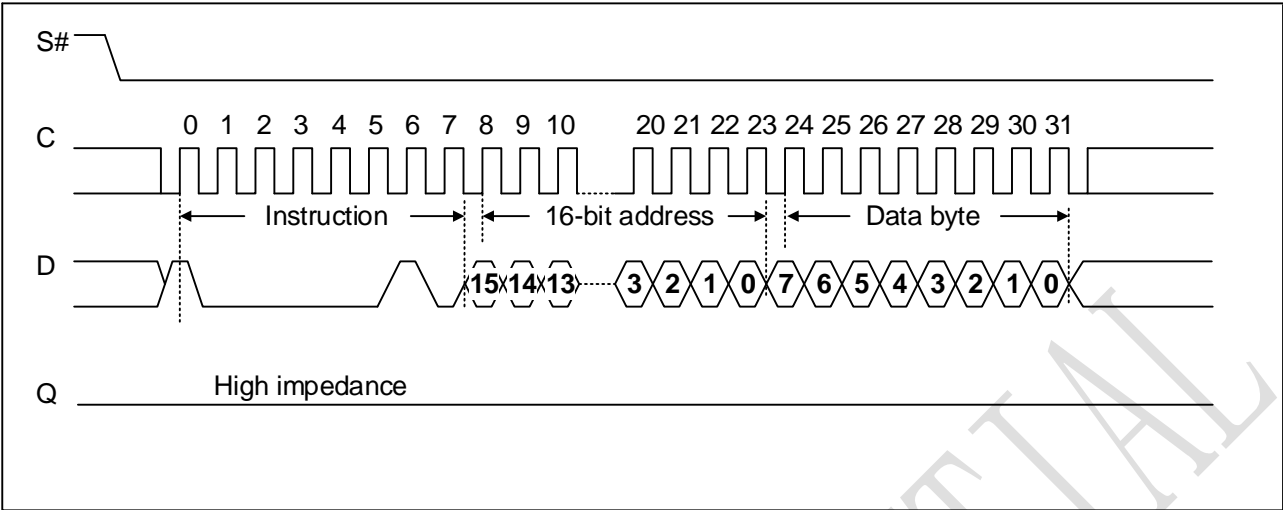 S#
C
0 1 2 3 4 5 6 7 8 9 10 20 21 22 23 24 25 26 27 28 29 30 31
Instruction 16-bit address Data byte
D
15 14 13 3 2 1 0 7 6 5 4 3 2 1 0
Q High impedance
TIAL